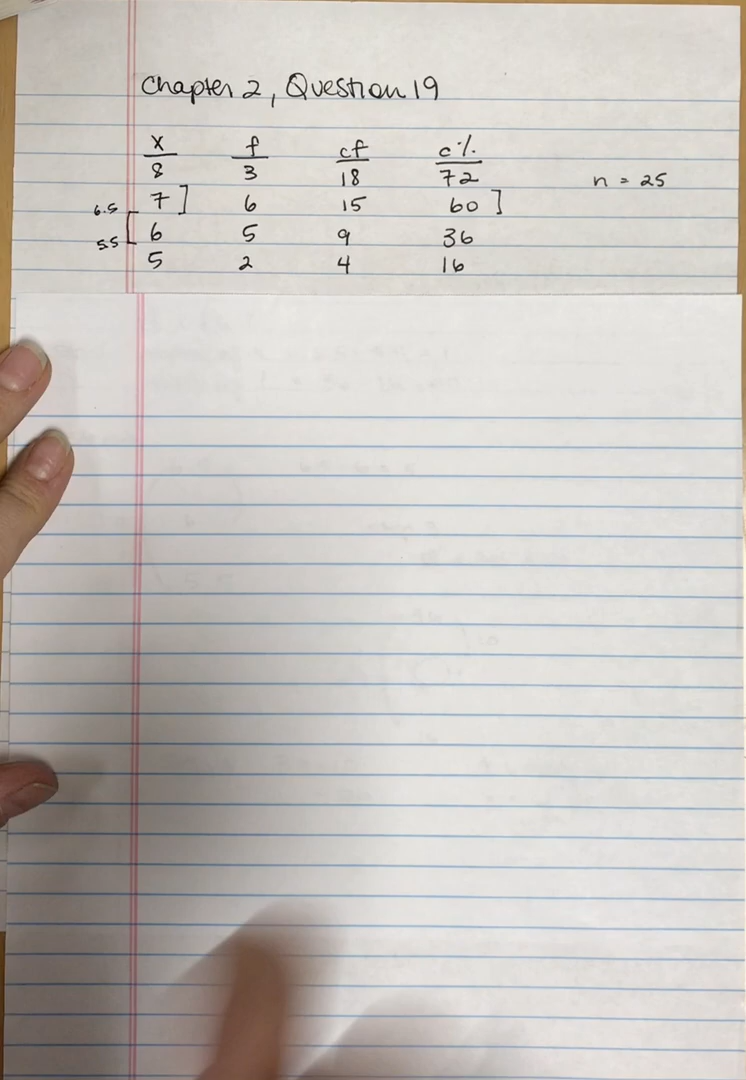 Chapter 2, Question 19
X f cf c%
8 3 18 72 n = 25
7 ] 6 15 60 ]
6.5
[ 6 5 9 36
5.5
5 2 4 16